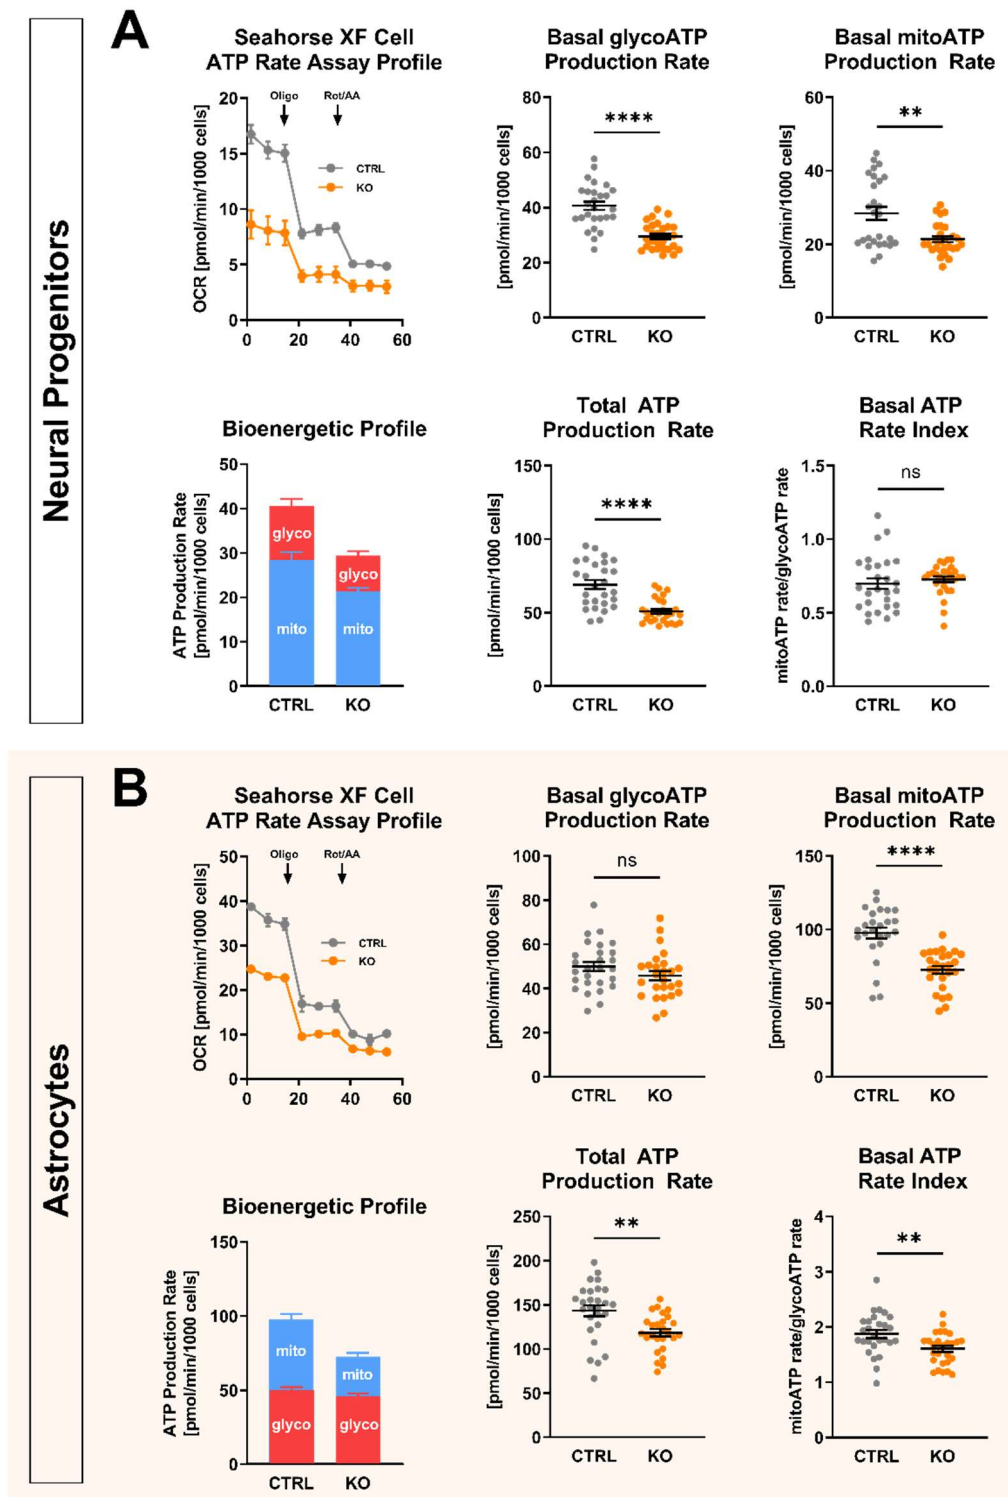 Neural Progenitors
A
Seahorse XF Cell
ATP Rate Assay Profile
OCR [pmol/min/1000 cells]
20
15
10
5
0
0 20 40 60
Oligo Rot/AA
CTRL
KO
Basal glycoATP
Production Rate
[pmol/min/1000 cells]
80
60
40
20
0
****
CTRL KO
Basal mitoATP
Production Rate
[pmol/min/1000 cells]
60
40
20
0
**
CTRL KO
Bioenergetic Profile
ATP Production Rate
[pmol/min/1000 cells]
50
40
30
20
10
0
glyco
mito
glyco
mito
CTRL KO
Total ATP
Production Rate
[pmol/min/1000 cells]
150
100
50
0
****
CTRL KO
Basal ATP
Rate Index
mitoATP rate/glycoATP rate
1.5
1.0
0.5
0.0
ns
CTRL KO
Astrocytes
B
Seahorse XF Cell
ATP Rate Assay Profile
OCR [pmol/min/1000 cells]
50
40
30
20
10
0
0 20 40 60
Oligo Rot/AA
CTRL
KO
Basal glycoATP
Production Rate
[pmol/min/1000 cells]
100
80
60
40
20
0
ns
CTRL KO
Basal mitoATP
Production Rate
[pmol/min/1000 cells]
150
100
50
0
****
CTRL KO
Bioenergetic Profile
ATP Production Rate
[pmol/min/1000 cells]
150
100
50
0
mito
glyco
mito
glyco
CTRL KO
Total ATP
Production Rate
[pmol/min/1000 cells]
250
200
150
100
50
0
**
CTRL KO
Basal ATP
Rate Index
mitoATP rate/glycoATP rate
4
3
2
1
0
**
CTRL KO